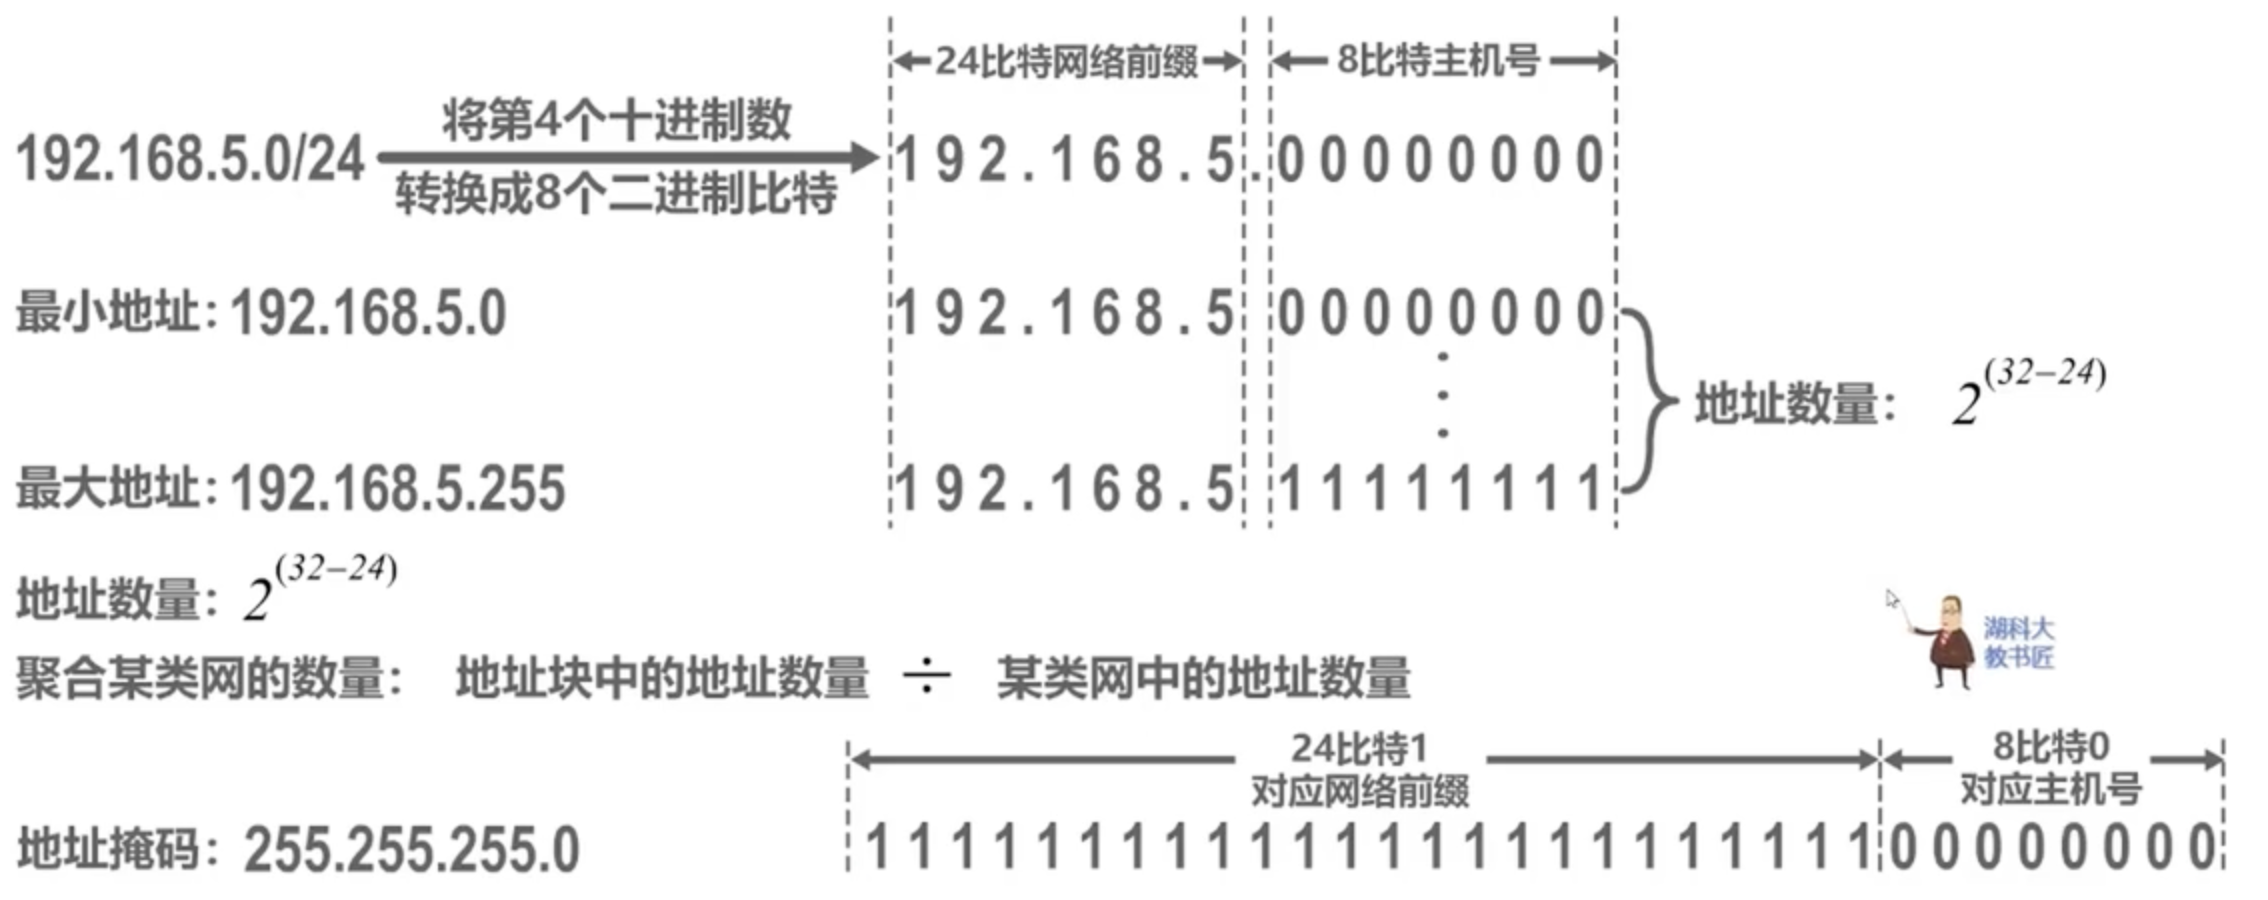 24比特网络前缀 8比特主机号
将第4个十进制数
192.168.5.0/24 192.168.5.00000000
转换成8个二进制比特
最小地址：192.168.5.0 192.168.5 00000000
地址数量： 2^(32−24)
最大地址：192.168.5.255 192.168.5 11111111
地址数量：2^(32−24)
湖科大
教书匠
聚合某类网的数量： 地址块中的地址数量 ÷ 某类网中的地址数量
24比特1 8比特0
对应网络前缀 对应主机号
地址掩码：255.255.255.0 111111111111111111111111 00000000